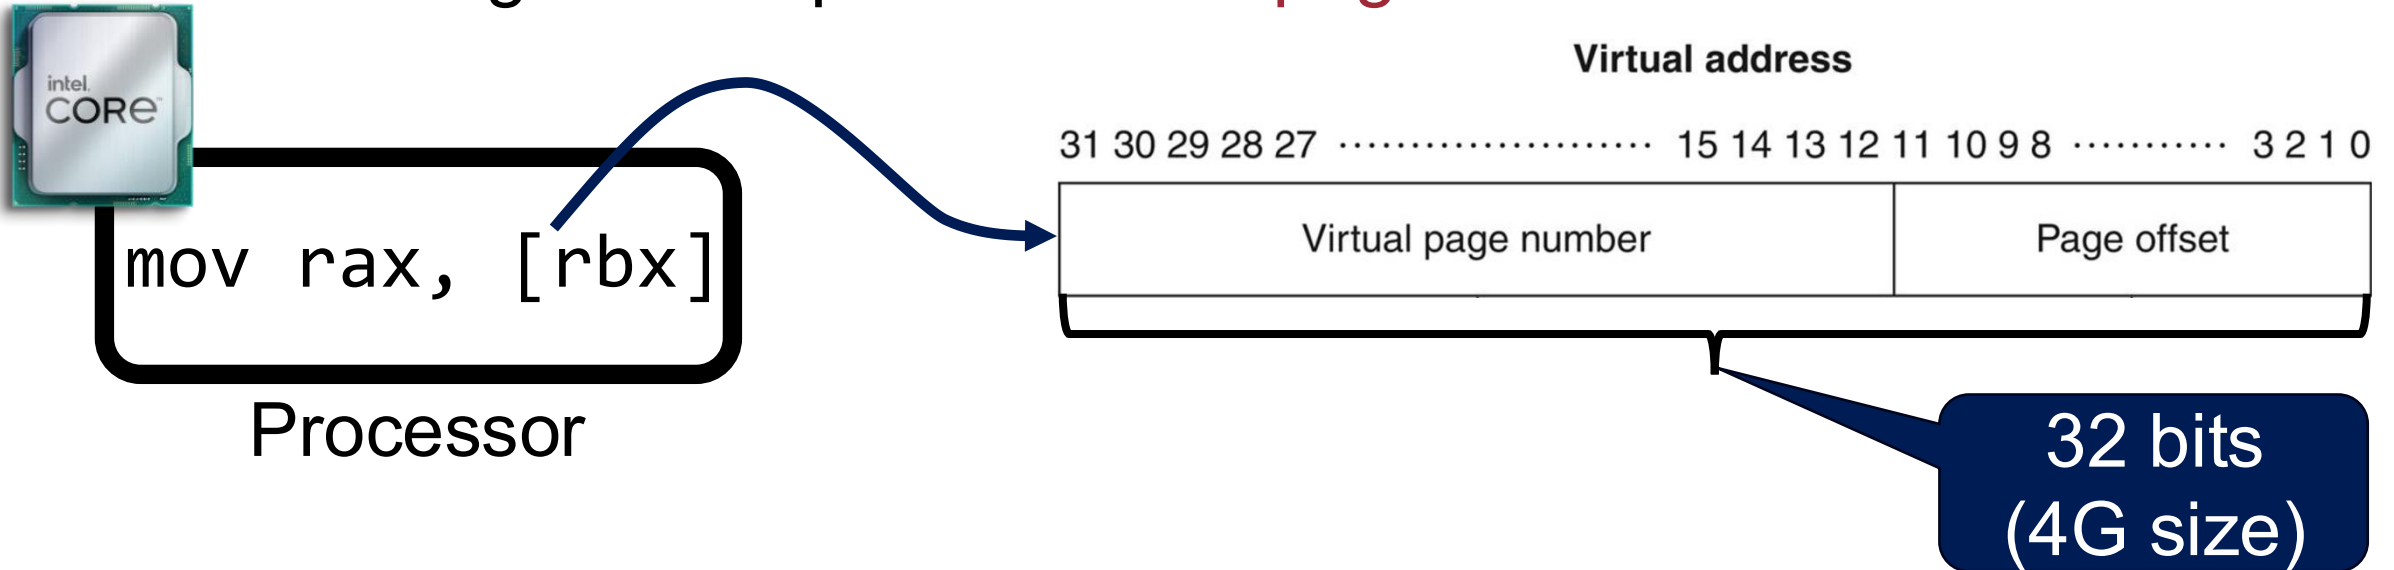 intel.
CORE™
mov rax, [rbx]
Processor
Virtual address
31 30 29 28 27 ······················ 15 14 13 12 11 10 9 8 ··········· 3 2 1 0
Virtual page number
Page offset
32 bits
(4G size)